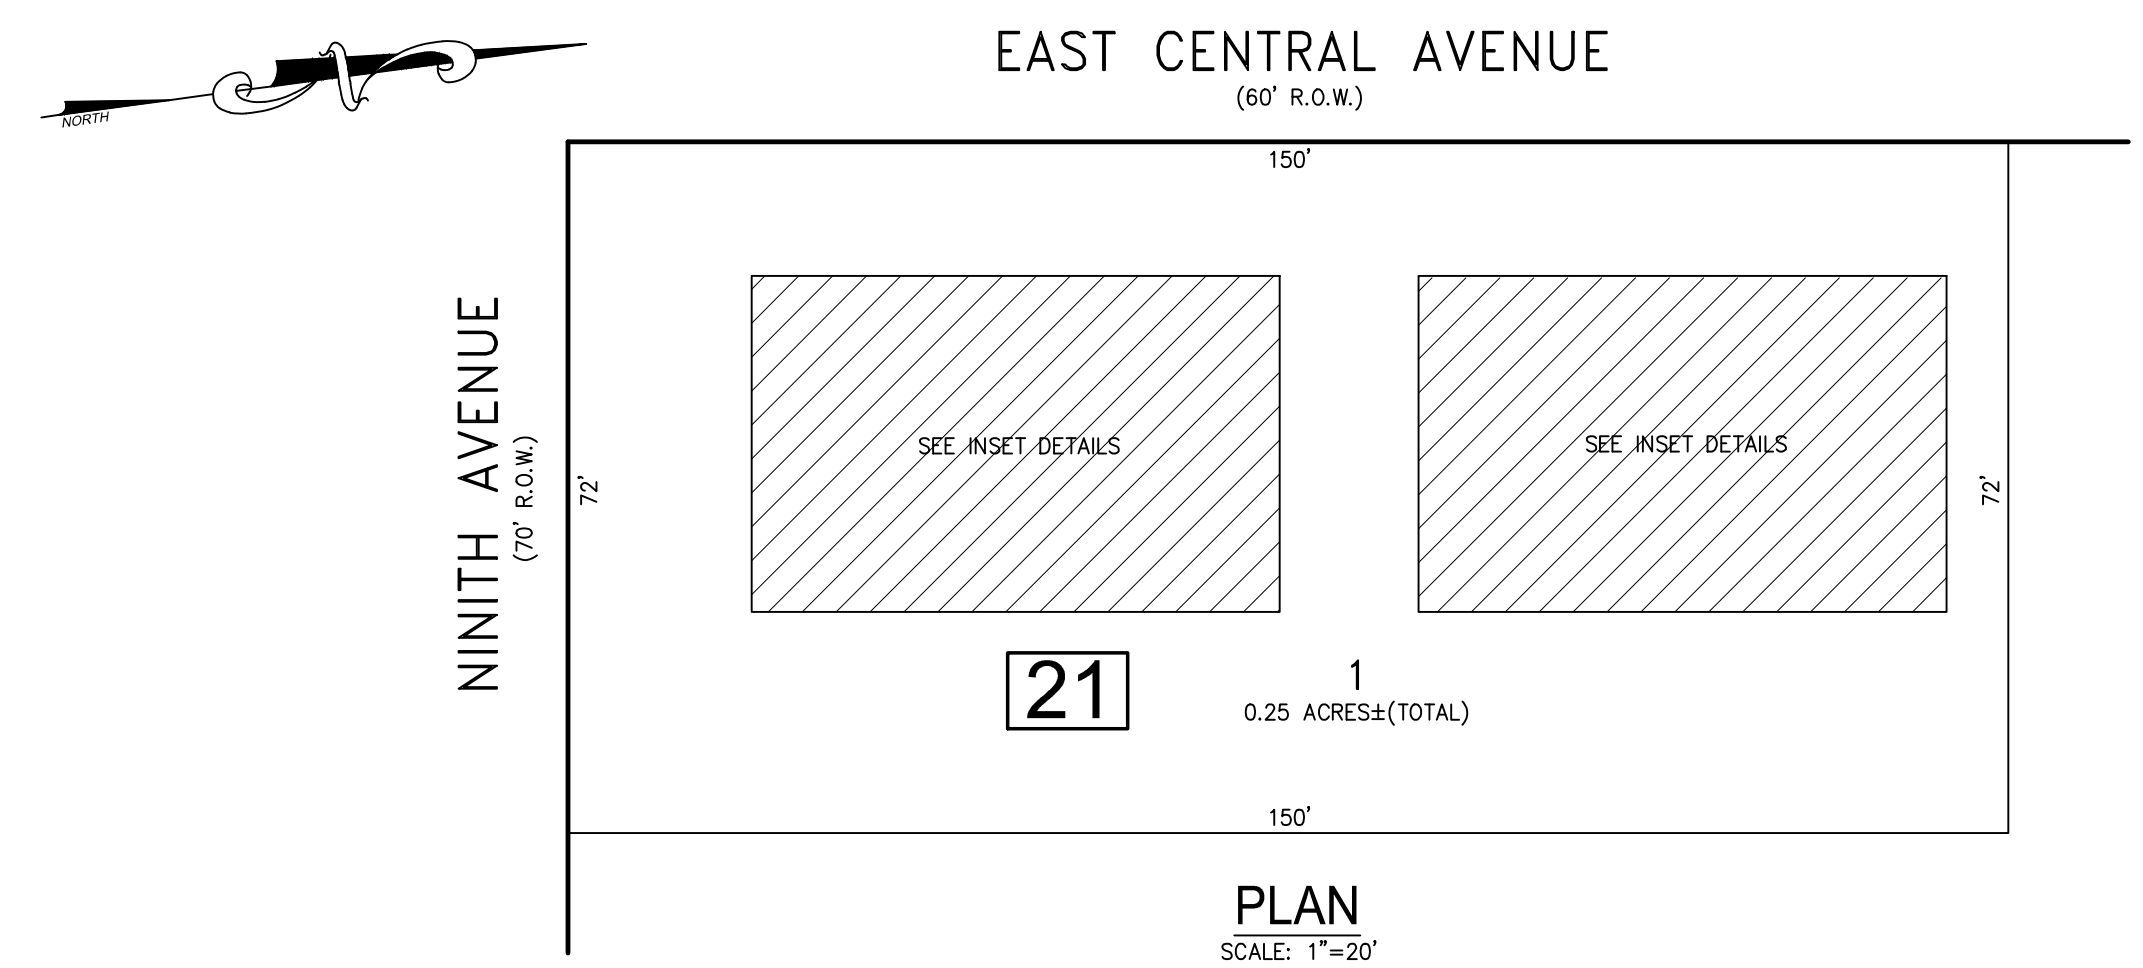 NORTH
EAST CENTRAL AVENUE
(60' R.O.W.)
150'
NINITH AVENUE
(70' R.O.W.)
72'
SEE INSET DETAILS
SEE INSET DETAILS
72'
21
1
0.25 ACRES±(TOTAL)
150'
PLAN
SCALE: 1"=20'